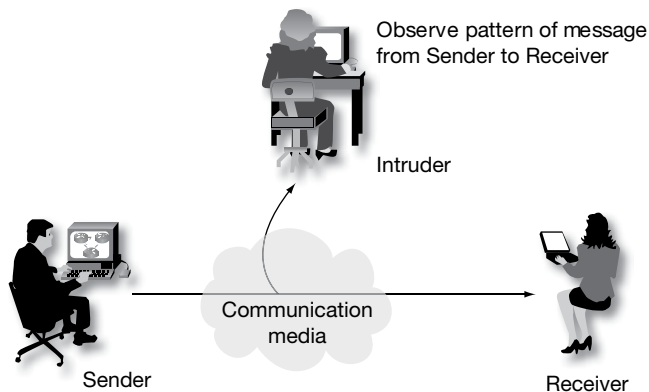 Observe pattern of message
from Sender to Receiver
Intruder
Communication
media
Sender
Receiver